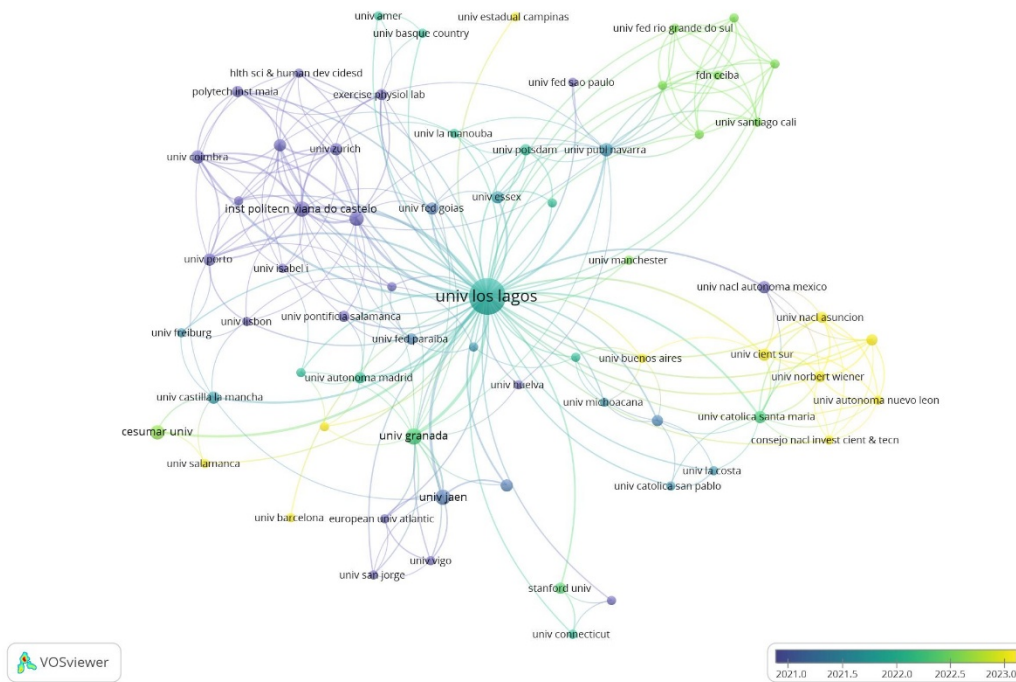 univ amer
univ estadual campinas
univ basque country
univ fed rio grande do sul
hlth sci & human dev cidesd
polytech inst maia
exercise physiol lab
univ fed sao paulo
fdn ceiba
univ santiago cali
univ la manouba
univ coimbra
univ zurich
univ potsdam
univ publ navarra
univ essex
inst politecn viana do castelo
univ fed goias
univ porto
univ isabel i
univ manchester
univ los lagos
univ nacl autonoma mexico
univ lisbon
univ pontificia salamanca
univ nacl asuncion
univ freiburg
univ fed paraiba
univ buenos aires
univ cient sur
univ autonoma madrid
univ huelva
univ norbert wiener
univ castilla la mancha
univ michoacana
univ autonoma nuevo leon
univ catolica santa maria
cesumar univ
univ granada
consejo nacl invest cient & tecn
univ salamanca
univ la costa
univ catolica san pablo
univ jaen
univ barcelona
european univ atlantic
univ vigo
univ san jorge
stanford univ
univ connecticut
VOSviewer
2021.0 2021.5 2022.0 2022.5 2023.0